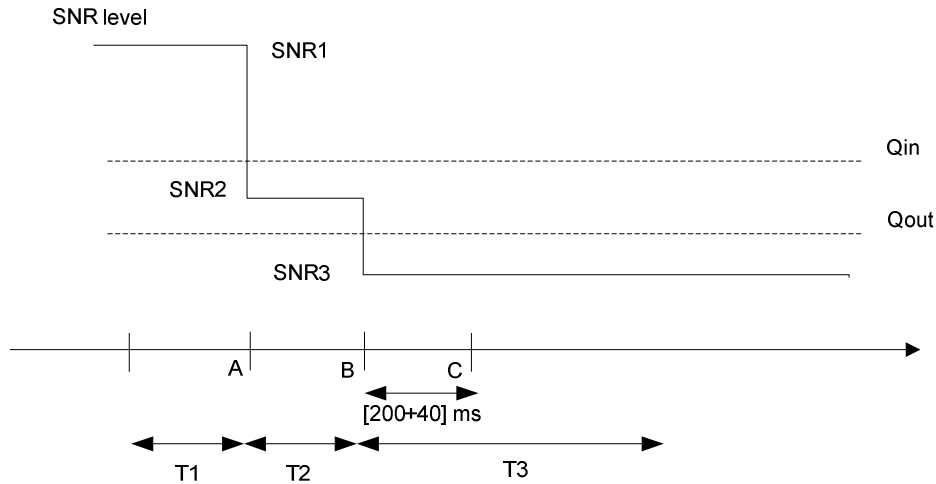 SNR level
SNR1
Qin
SNR2
Qout
SNR3
A
B
C
[200+40] ms
T1
T2
T3